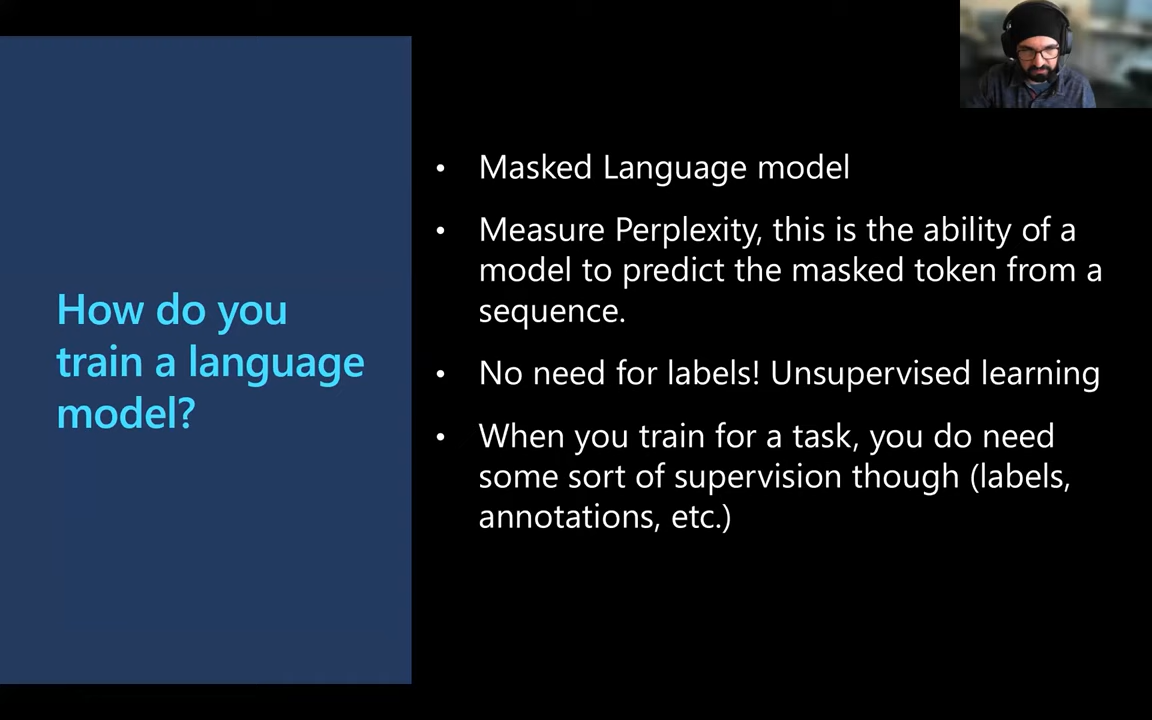 How do you
train a language
model?
• Masked Language model
• Measure Perplexity, this is the ability of a
model to predict the masked token from a
sequence.
• No need for labels! Unsupervised learning
• When you train for a task, you do need
some sort of supervision though (labels,
annotations, etc.)